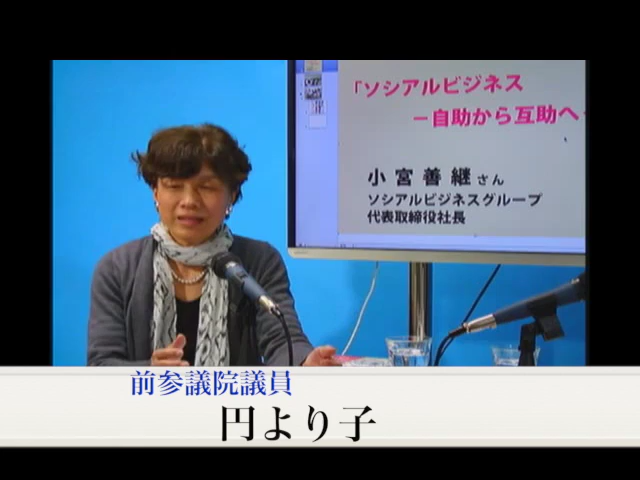 「ソシアルビジネス
－自助から互助へ
小宮善継さん
ソシアルビジネスグループ
代表取締役社長
前参議院議員
円より子